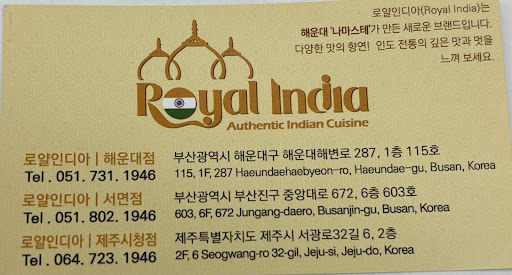 로얄인디아(Royal India)는
해운대 '나마스테'가 만든 새로운 브랜드입니다.
다양한 맛의 향연! 인도 전통의 깊은 맛과 멋을
느껴 보세요.
Royal India
Authentic Indian Cuisine
로얄인디아 | 해운대점
부산광역시 해운대구 해운대해변로 287, 1층 115호
Tel . 051. 731. 1946
115, 1F, 287 Haeundaehaebyeon-ro, Haeundae-gu, Busan, Korea
로얄인디아 | 서면점
부산광역시 부산진구 중앙대로 672, 6층 603호
Tel . 051. 802. 1946
603, 6F, 672 Jungang-daero, Busanjin-gu, Busan, Korea
로얄인디아 | 제주시청점
제주특별자치도 제주시 서광로32길 6, 2층
Tel . 064. 723. 1946
2F, 6 Seogwang-ro 32-gil, Jeju-si, Jeju-do, Korea